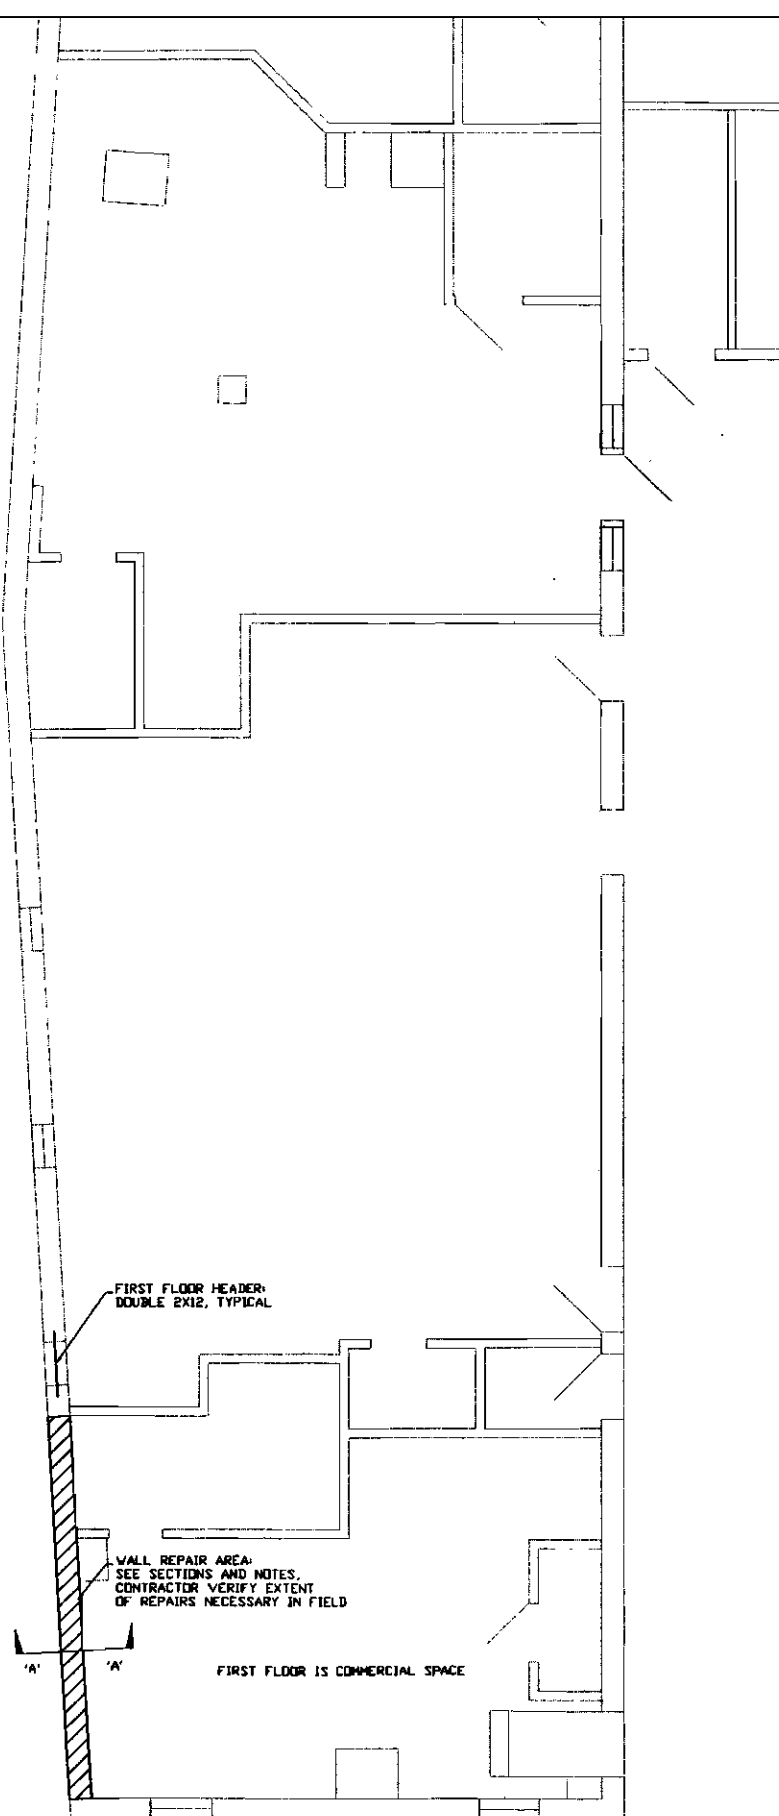 FIRST FLOOR HEADER:
DOUBLE 2X12, TYPICAL
WALL REPAIR AREA:
SEE SECTIONS AND NOTES,
CONTRACTOR VERIFY EXTENT
OF REPAIRS NECESSARY IN FIELD
'A' 'A'
FIRST FLOOR IS COMMERCIAL SPACE